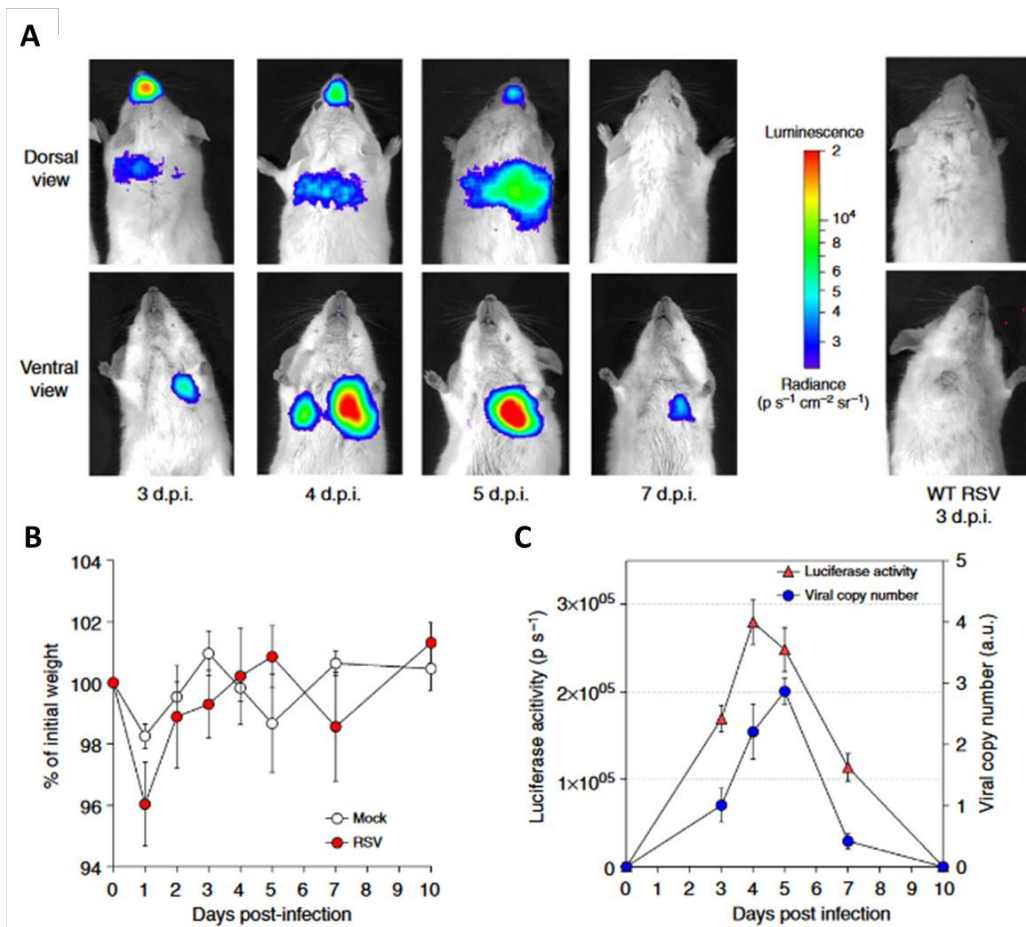 A
Dorsal
view
Ventral
view
3 d.p.i.
4 d.p.i.
5 d.p.i.
7 d.p.i.
Luminescence
2
10⁴
8
6
5
4
3
Radiance
(p s⁻¹ cm⁻² sr⁻¹)
WT RSV
3 d.p.i.
B
104
102
100
98
96
94
% of initial weight
Mock
RSV
0 1 2 3 4 5 6 7 8 9 10
Days post-infection
C
Luciferase activity
Viral copy number
3×10⁰⁵
2×10⁰⁵
1×10⁰⁵
0
Luciferase acitivity (p s⁻¹)
5
4
3
2
1
0
Viral copy number (a.u.)
0 1 2 3 4 5 6 7 8 9 10
Days post infection